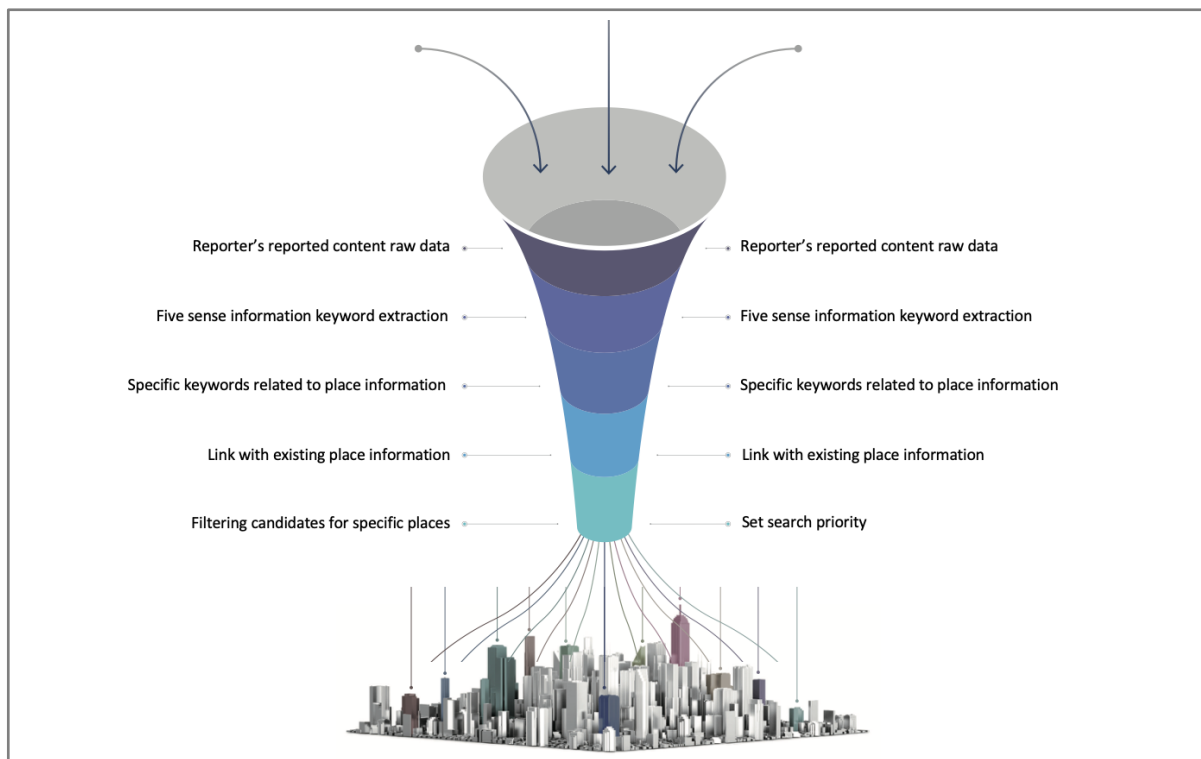 Reporter’s reported content raw data
Reporter’s reported content raw data
Five sense information keyword extraction
Five sense information keyword extraction
Specific keywords related to place information
Specific keywords related to place information
Link with existing place information
Link with existing place information
Filtering candidates for specific places
Set search priority